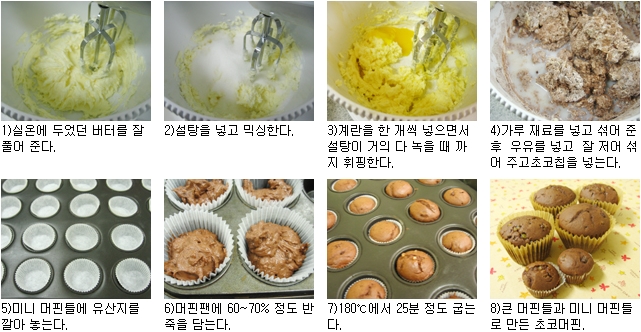 1)실온에 두었던 버터를 잘
풀어 준다.
2)설탕을 넣고 믹싱한다.
3)계란을 한 개씩 넣으면서
설탕이 거의 다 녹을 때 까
지 휘핑한다.
4)가루 재료를 넣고 섞어 준
후 우유를 넣고 잘 저어 섞
어 주고초코칩을 넣는다.
5)미니 머핀틀에 유산지를
깔아 놓는다.
6)머핀팬에 60~70% 정도 반
죽을 담는다.
7)180℃에서 25분 정도 굽는
다.
8)큰 머핀틀과 미니 머핀틀
로 만든 초코머핀.